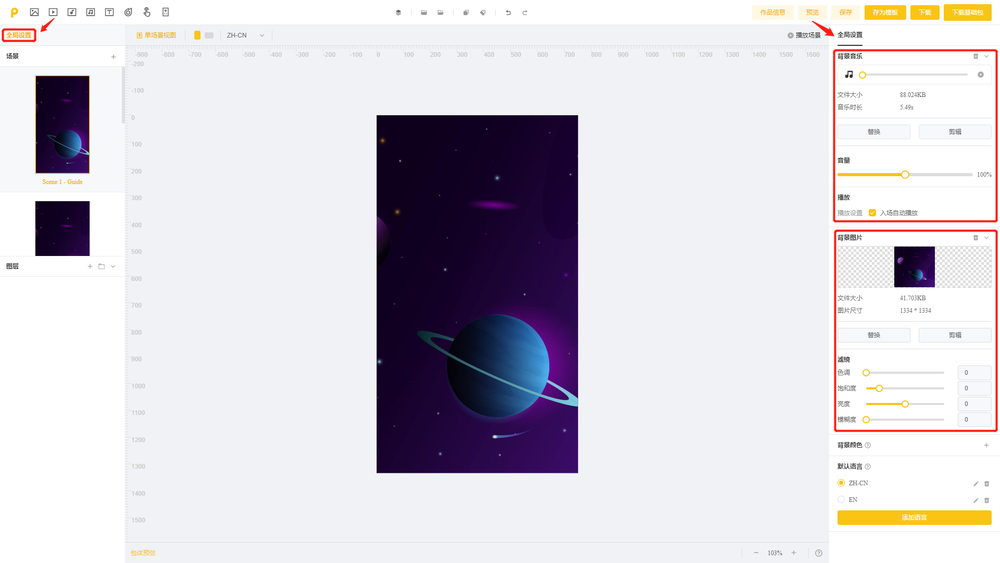 作品信息
预览
保存
存为模板
下载
下载基础包
全局设置
单场景视图
ZH-CN
播放场景
全局设置
场景
Scene 1 - Guide
图层
-900 -800 -700 -600 -500 -400 -300 -200 -100 0 100 200 300 400 500 600 700 800 900 1000 1100 1200 1300 1400 1500 1600
-200
-100
0
100
200
300
400
500
600
700
800
900
1000
1100
1200
1300
1400
1500
103%
背景音乐
文件大小 88.024KB
音乐时长 5.49s
替换 剪辑
音量
100%
播放
播放设置 入场自动播放
背景图片
文件大小 41.703KB
图片尺寸 1334 * 1334
替换 剪辑
滤镜
色调 0
饱和度 0
亮度 0
模糊度 0
背景颜色
默认语言
ZH-CN
EN
添加语言